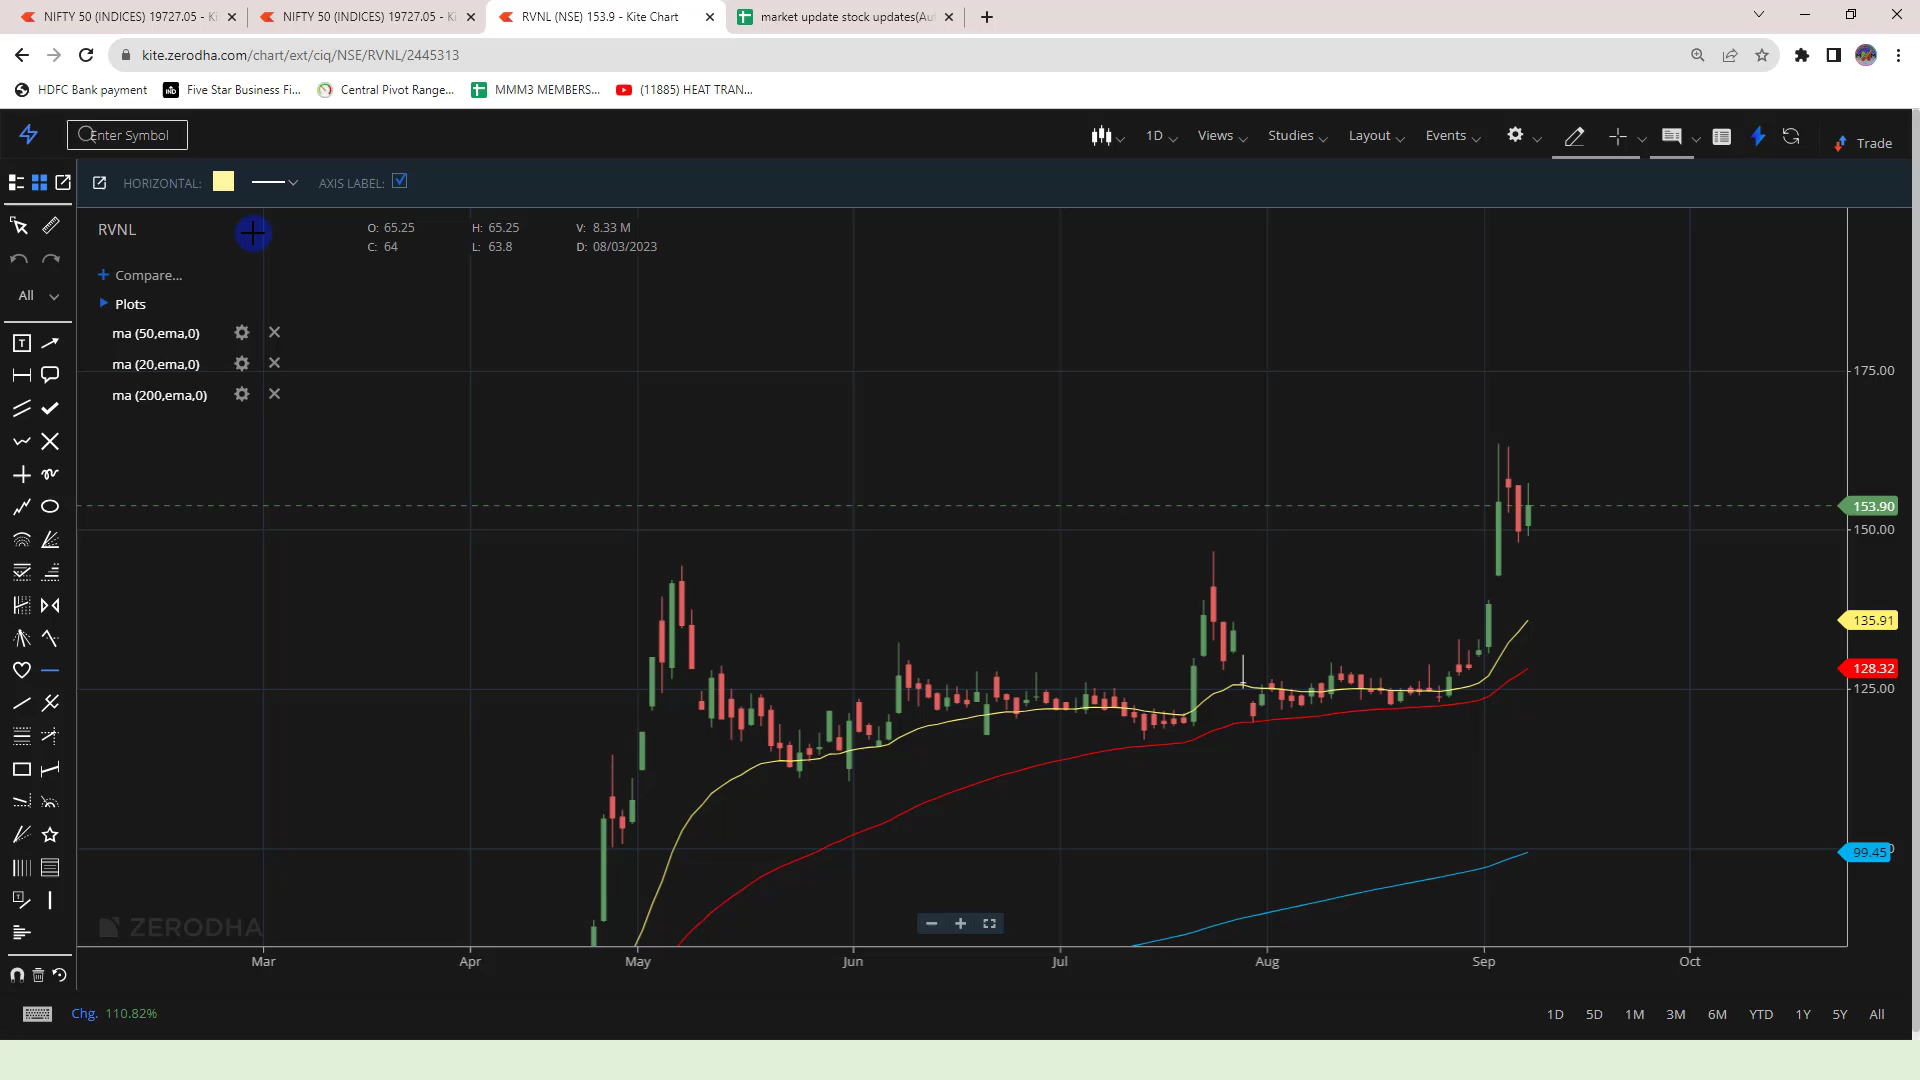 NIFTY 50 (INDICES) 19727.05 - Ki
NIFTY 50 (INDICES) 19727.05 - Ki
RVNL (NSE) 153.9 - Kite Chart
market update stock updates(Au
kite.zerodha.com/chart/ext/ciq/NSE/RVNL/2445313
HDFC Bank payment
Five Star Business Fi...
Central Pivot Range...
MMM3 MEMBERS...
(11885) HEAT TRAN...
Enter Symbol
1D
Views
Studies
Layout
Events
Trade
HORIZONTAL:
AXIS LABEL:
RVNL
O: 65.25
H: 65.25
V: 8.33 M
C: 64
L: 63.8
D: 08/03/2023
+ Compare...
Plots
ma (50,ema,0)
ma (20,ema,0)
ma (200,ema,0)
All
175.00
153.90
150.00
135.91
128.32
125.00
99.45
ZERODHA
Mar
Apr
May
Jun
Jul
Aug
Sep
Oct
Chg. 110.82%
1D
5D
1M
3M
6M
YTD
1Y
5Y
All